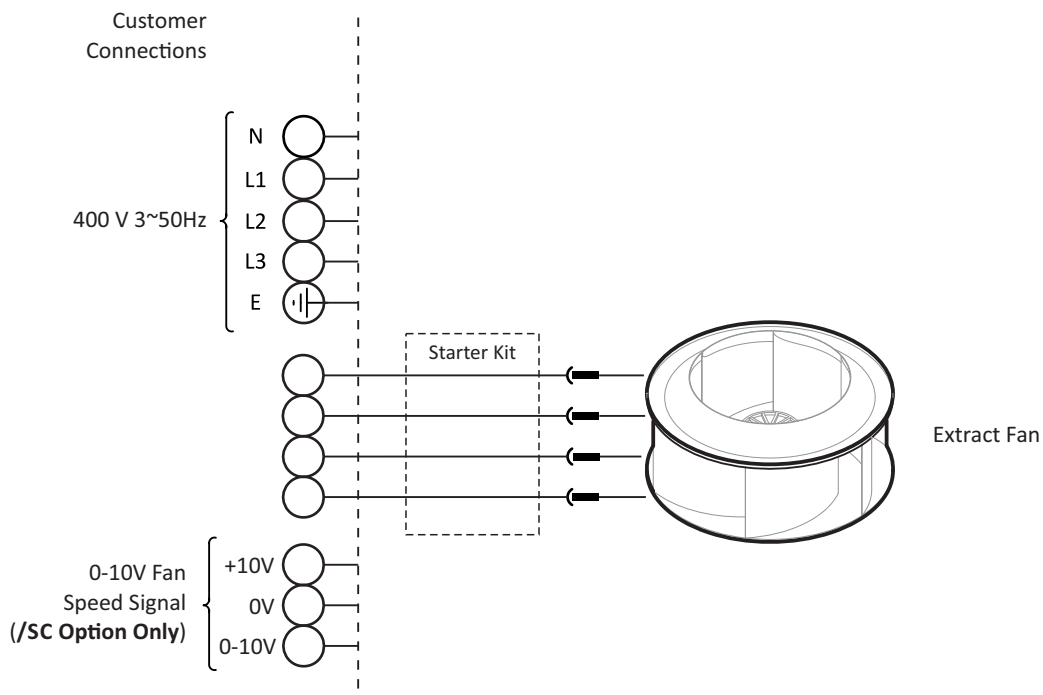 Customer
Connections
N
L1
400 V 3~50Hz
L2
L3
E
Starter Kit
Extract Fan
0-10V Fan
Speed Signal
(/SC Option Only)
+10V
0V
0-10V